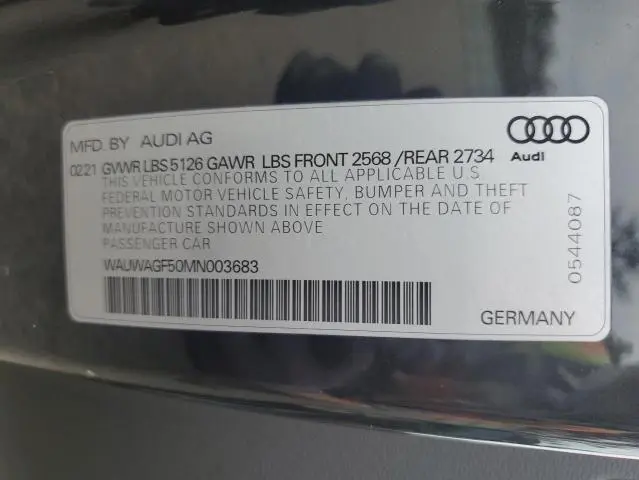 MFD. BY AUDI AG
02 21 GVWR LBS 5126 GAWR LBS FRONT 2568 /REAR 2734
Audi
THIS VEHICLE CONFORMS TO ALL APPLICABLE U.S.
FEDERAL MOTOR VEHICLE SAFETY, BUMPER AND THEFT
PREVENTION STANDARDS IN EFFECT ON THE DATE OF
MANUFACTURE SHOWN ABOVE
PASSENGER CAR
WAUWAGF50MN003683
0544087
GERMANY